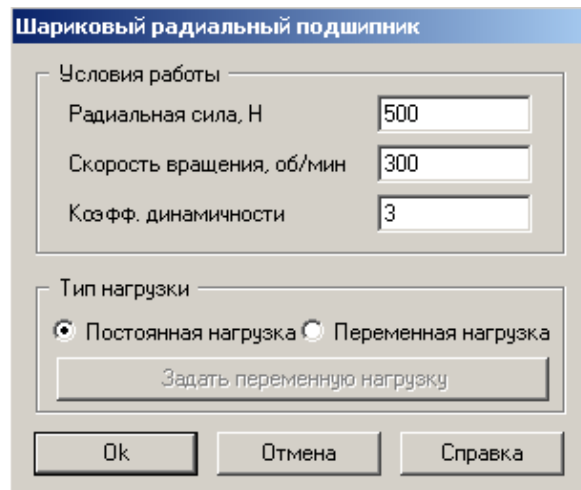 Шариковый радиальный подшипник
Условия работы
Радиальная сила, Н 500
Скорость вращения, об/мин 300
Коэфф. динамичности 3
Тип нагрузки
Постоянная нагрузка Переменная нагрузка
Задать переменную нагрузку
Ok Отмена Справка